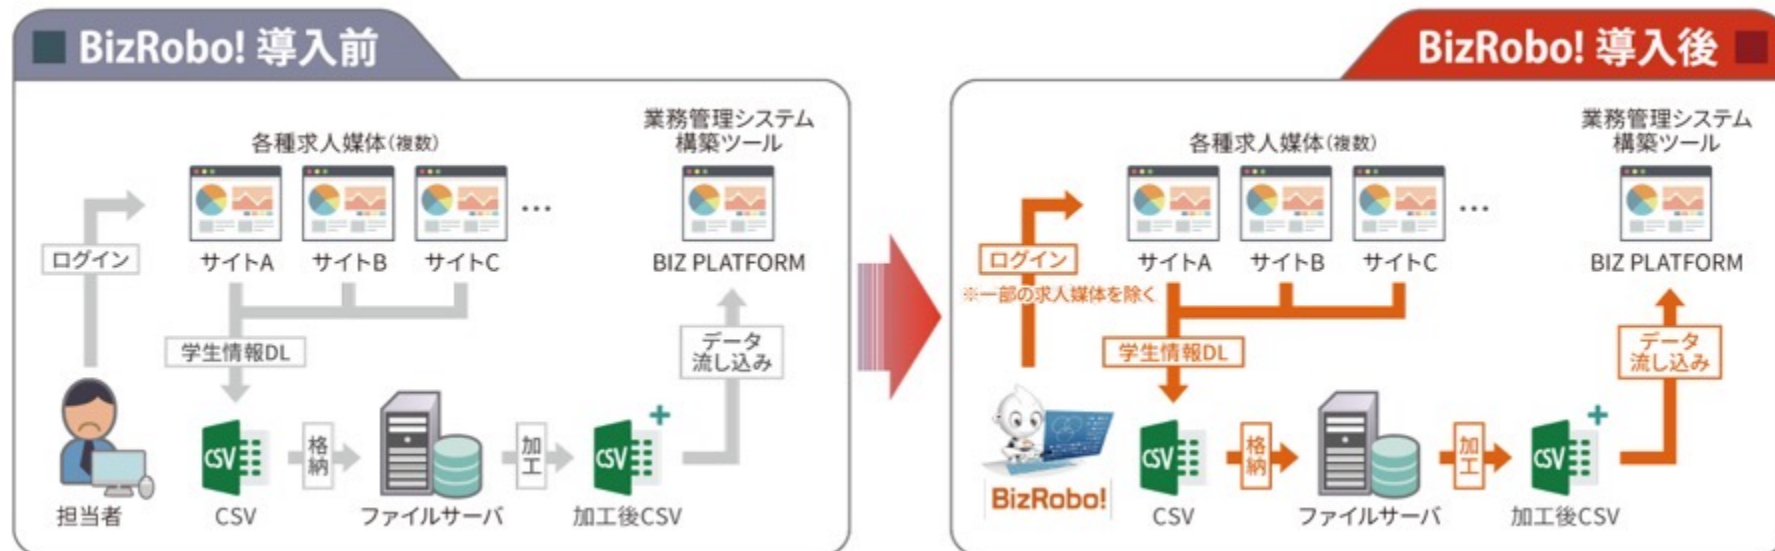 BizRobo! 導入前
各種求人媒体(複数)
業務管理システム
構築ツール
…
ログイン
サイトA
サイトB
サイトC
BIZ PLATFORM
学生情報DL
データ
流し込み
CSV
格納
加工
CSV
+
担当者
CSV
ファイルサーバ
加工後CSV
BizRobo! 導入後
各種求人媒体(複数)
業務管理システム
構築ツール
…
ログイン
サイトA
サイトB
サイトC
BIZ PLATFORM
※一部の求人媒体を除く
学生情報DL
データ
流し込み
CSV
格納
加工
CSV
+
BizRobo!
CSV
ファイルサーバ
加工後CSV